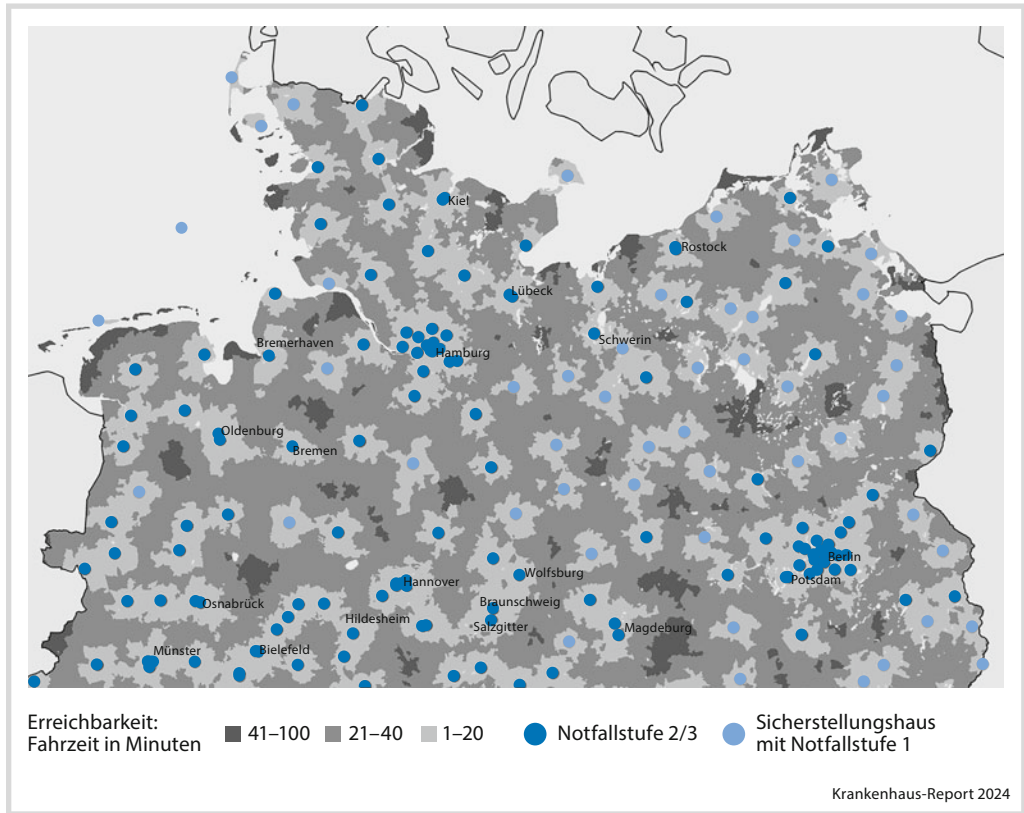 Kiel
Rostock
Lübeck
Bremerhaven
Schwerin
Hamburg
Oldenburg
Bremen
Berlin
Wolfsburg
Potsdam
Hannover
Osnabrück
Braunschweig
Hildesheim
Salzgitter
Magdeburg
Münster
Bielefeld
Erreichbarkeit:
Fahrzeit in Minuten
41–100
21–40
1–20
Notfallstufe 2/3
Sicherstellungshaus
mit Notfallstufe 1
Krankenhaus-Report 2024